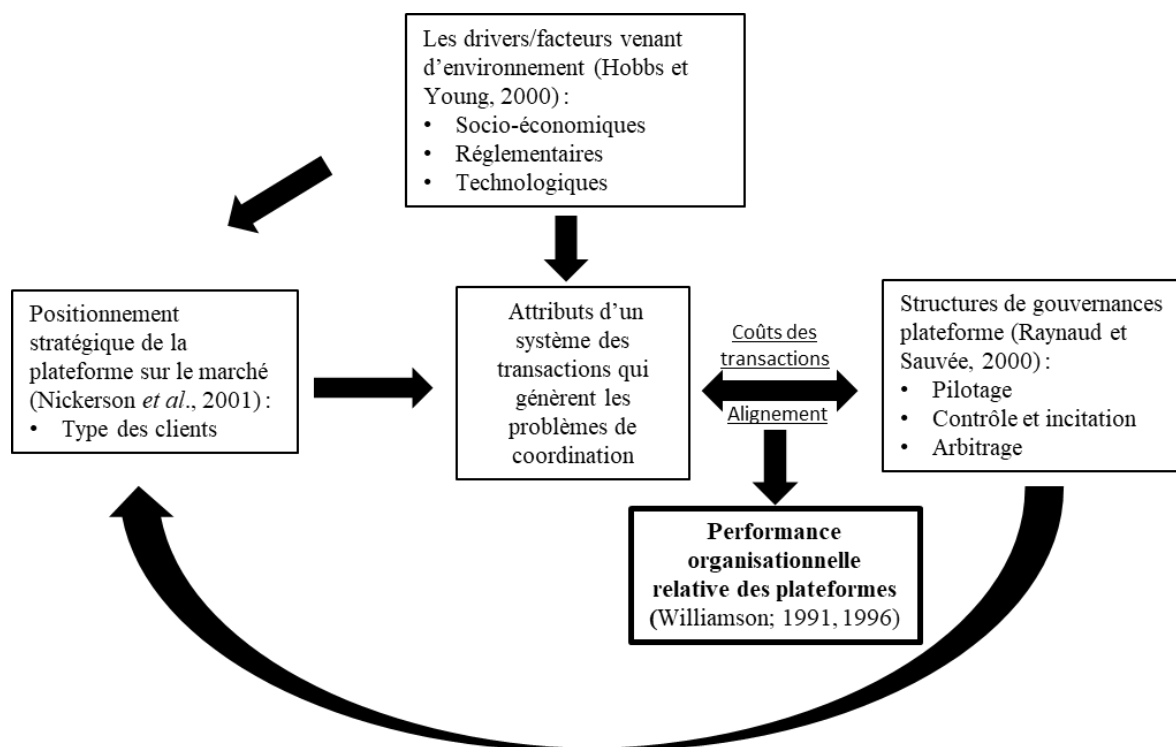 Les drivers/facteurs venant
d’environnement (Hobbs et
Young, 2000) :
• Socio-économiques
• Réglementaires
• Technologiques
Positionnement
stratégique de la
plateforme sur le marché
(Nickerson et al., 2001) :
• Type des clients
Attributs d’un
système des
transactions qui
génèrent les
problèmes de
coordination
Coûts des
transactions
Alignement
Structures de gouvernances
plateforme (Raynaud et
Sauvée, 2000) :
• Pilotage
• Contrôle et incitation
• Arbitrage
Performance
organisationnelle
relative des plateformes
(Williamson; 1991, 1996)